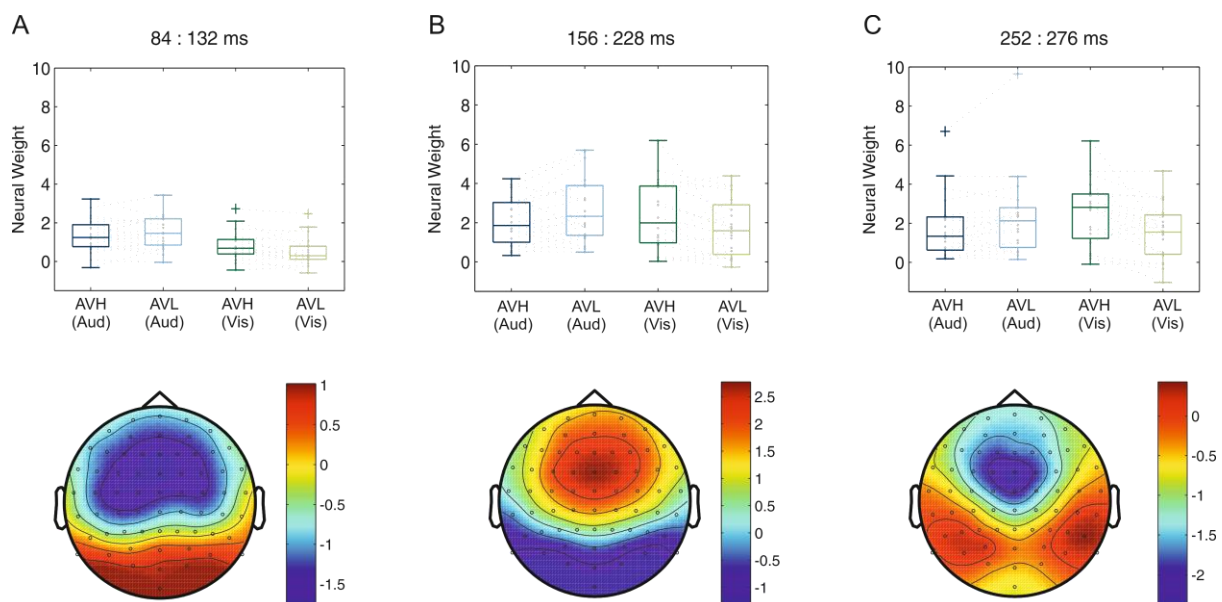 A
84 : 132 ms
10
8
6
4
2
0
Neural Weight
AVH
(Aud)
AVL
(Aud)
AVH
(Vis)
AVL
(Vis)
1
0.5
0
-0.5
-1
-1.5
B
156 : 228 ms
10
8
6
4
2
0
Neural Weight
AVH
(Aud)
AVL
(Aud)
AVH
(Vis)
AVL
(Vis)
2.5
2
1.5
1
0.5
0
-0.5
-1
C
252 : 276 ms
10
8
6
4
2
0
Neural Weight
AVH
(Aud)
AVL
(Aud)
AVH
(Vis)
AVL
(Vis)
0
-0.5
-1
-1.5
-2